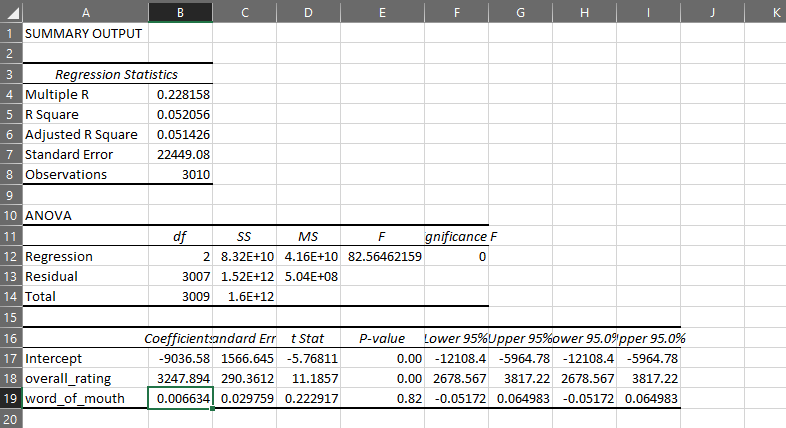 A B C D E F G H I J K
1 SUMMARY OUTPUT
2
3 Regression Statistics
4 Multiple R 0.228158
5 R Square 0.052056
6 Adjusted R Square 0.051426
7 Standard Error 22449.08
8 Observations 3010
9
10 ANOVA
11 df SS MS F gnificance F
12 Regression 2 8.32E+10 4.16E+10 82.56462159 0
13 Residual 3007 1.52E+12 5.04E+08
14 Total 3009 1.6E+12
15
16 Coefficients andard Err t Stat P-value Lower 95% Upper 95% ower 95.0% pper 95.0%
17 Intercept -9036.58 1566.645 -5.76811 0.00 -12108.4 -5964.78 -12108.4 -5964.78
18 overall_rating 3247.894 290.3612 11.1857 0.00 2678.567 3817.22 2678.567 3817.22
19 word_of_mouth 0.006634 0.029759 0.222917 0.82 -0.05172 0.064983 -0.05172 0.064983
20